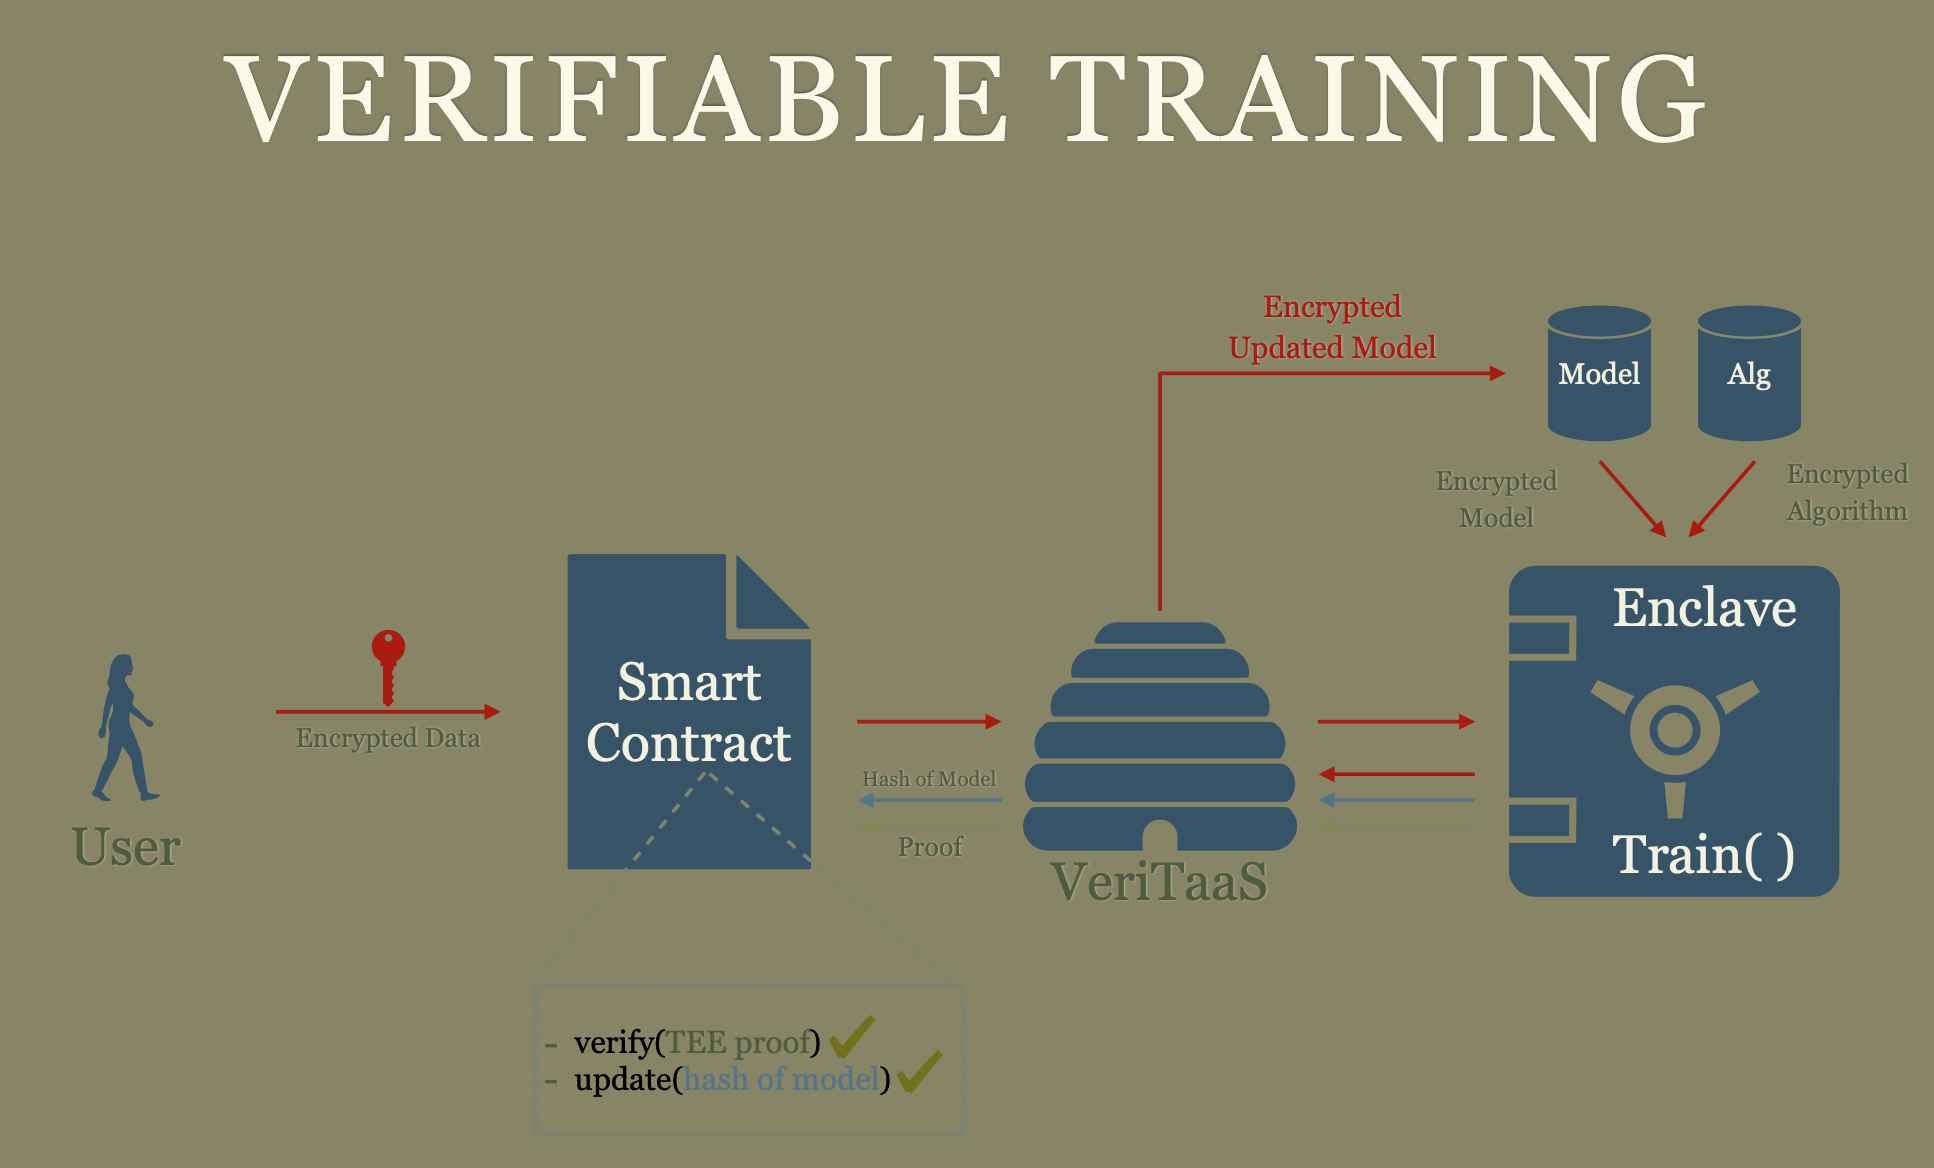 VERIFIABLE TRAINING
Encrypted
Updated Model
Model
Alg
Encrypted
Model
Encrypted
Algorithm
User
Encrypted Data
Smart
Contract
Hash of Model
Proof
VeriTaaS
Enclave
Train( )
- verify(TEE proof)
- update(hash of model)